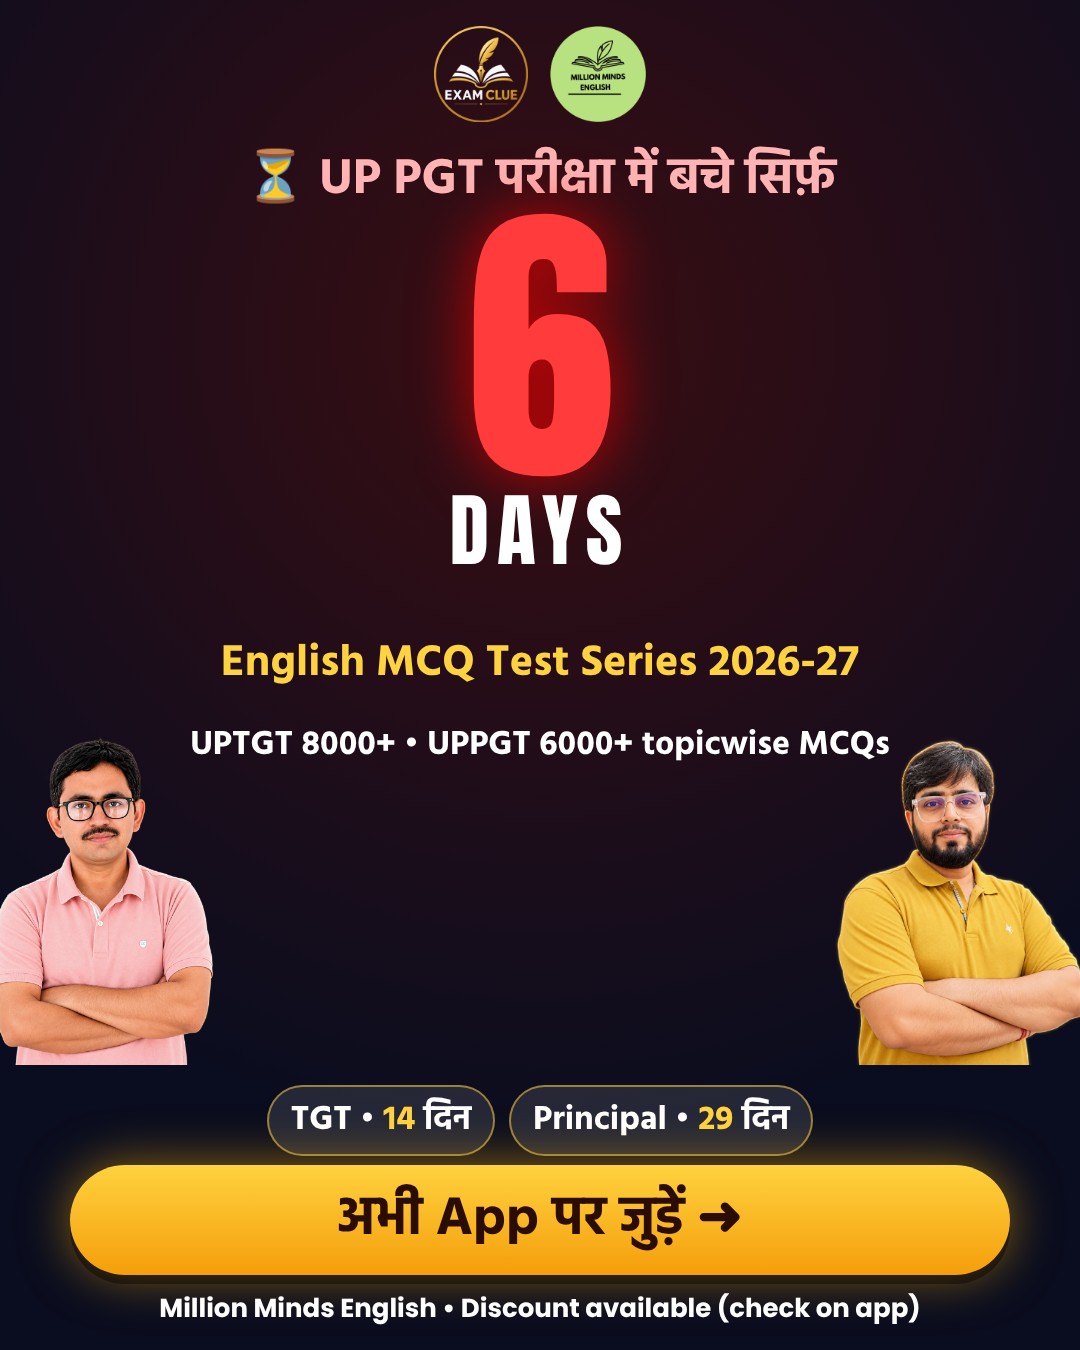 EXAM CLUE
MILLION MINDS
ENGLISH
⏳ UP PGT परीक्षा में बचे सिर्फ़
6
DAYS
English MCQ Test Series 2026-27
UPTGT 8000+ • UPPGT 6000+ topicwise MCQs
TGT • 14 दिन
Principal • 29 दिन
अभी App पर जुड़ें ➜
Million Minds English • Discount available (check on app)